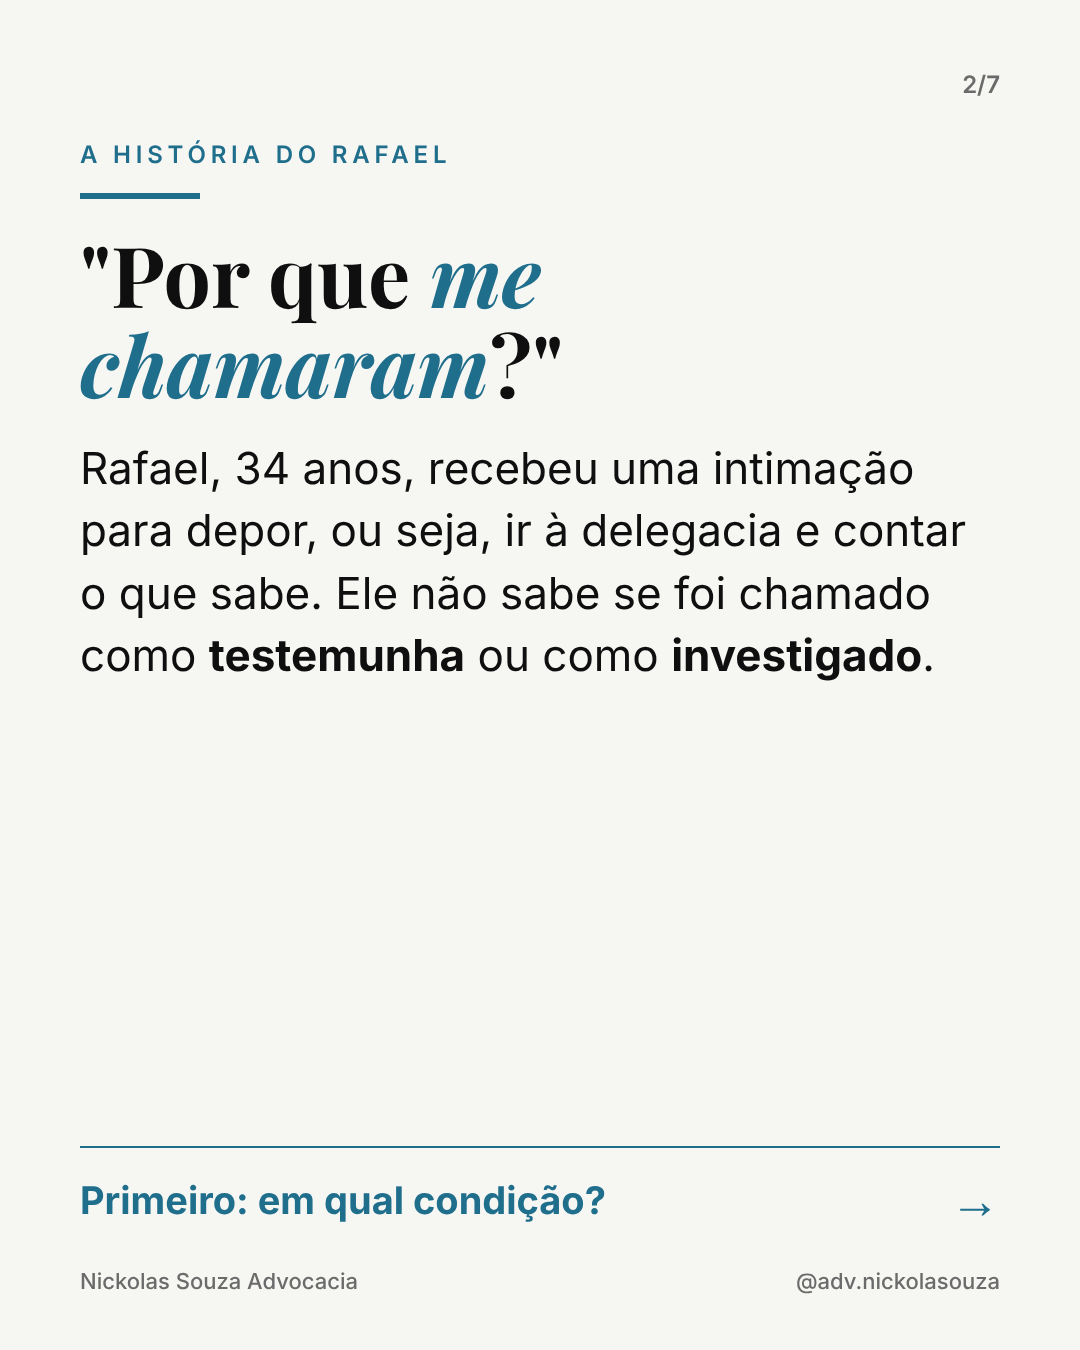 2/7
A HISTÓRIA DO RAFAEL
"Por que me
chamaram?"
Rafael, 34 anos, recebeu uma intimação
para depor, ou seja, ir à delegacia e contar
o que sabe. Ele não sabe se foi chamado
como testemunha ou como investigado.
Primeiro: em qual condição? →
Nickolas Souza Advocacia
@adv.nickolasouza